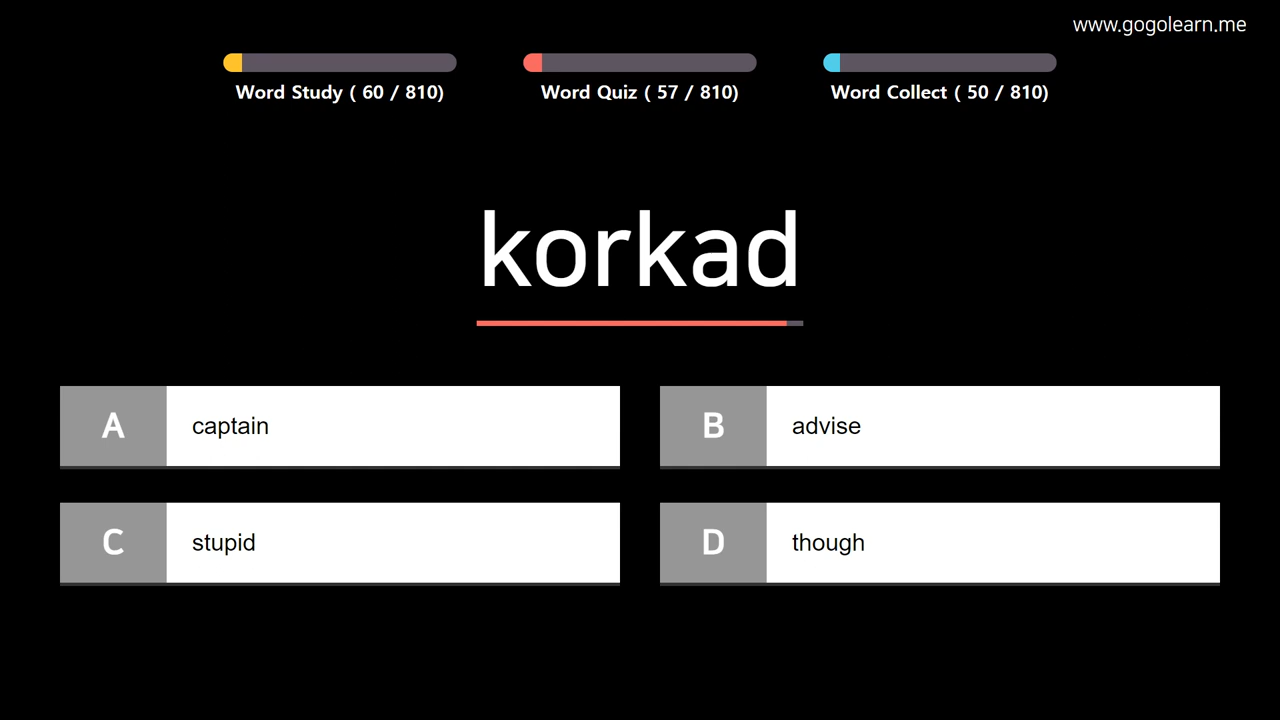 www.gogolearn.me
Word Study ( 60 / 810)
Word Quiz ( 57 / 810)
Word Collect ( 50 / 810)
korkad
A captain
B advise
C stupid
D though